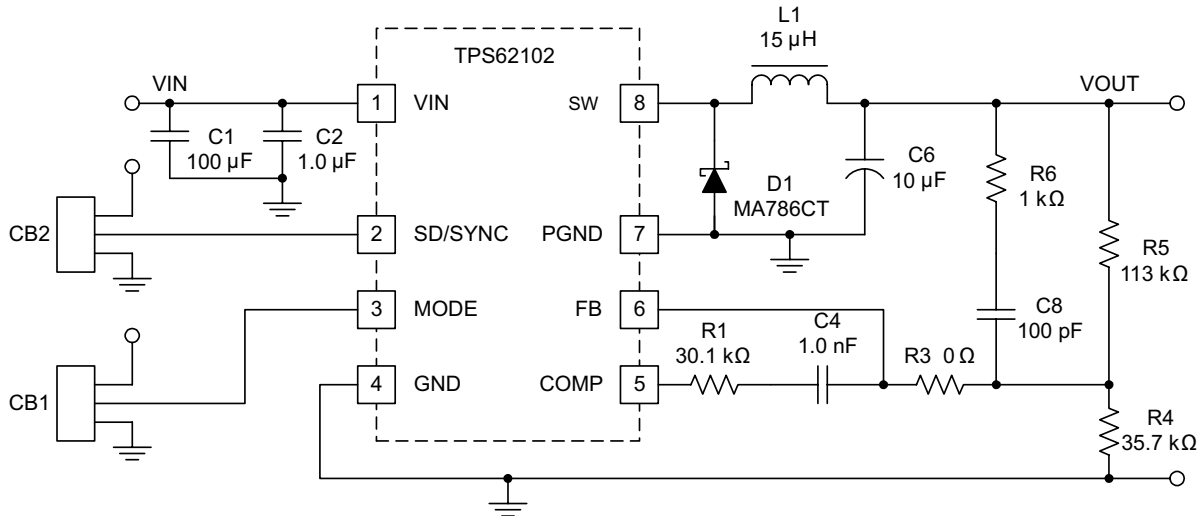 L1
15 µH
TPS62102
VIN
1
VIN
SW
8
VOUT
C1
100 µF
C2
1.0 µF
C6
10 µF
R6
1 kΩ
D1
MA786CT
CB2
2
SD/SYNC
PGND
7
R5
113 kΩ
3
MODE
FB
6
C8
100 pF
C4
1.0 nF
R1
30.1 kΩ
R3 0 Ω
CB1
4
GND
COMP
5
R4
35.7 kΩ